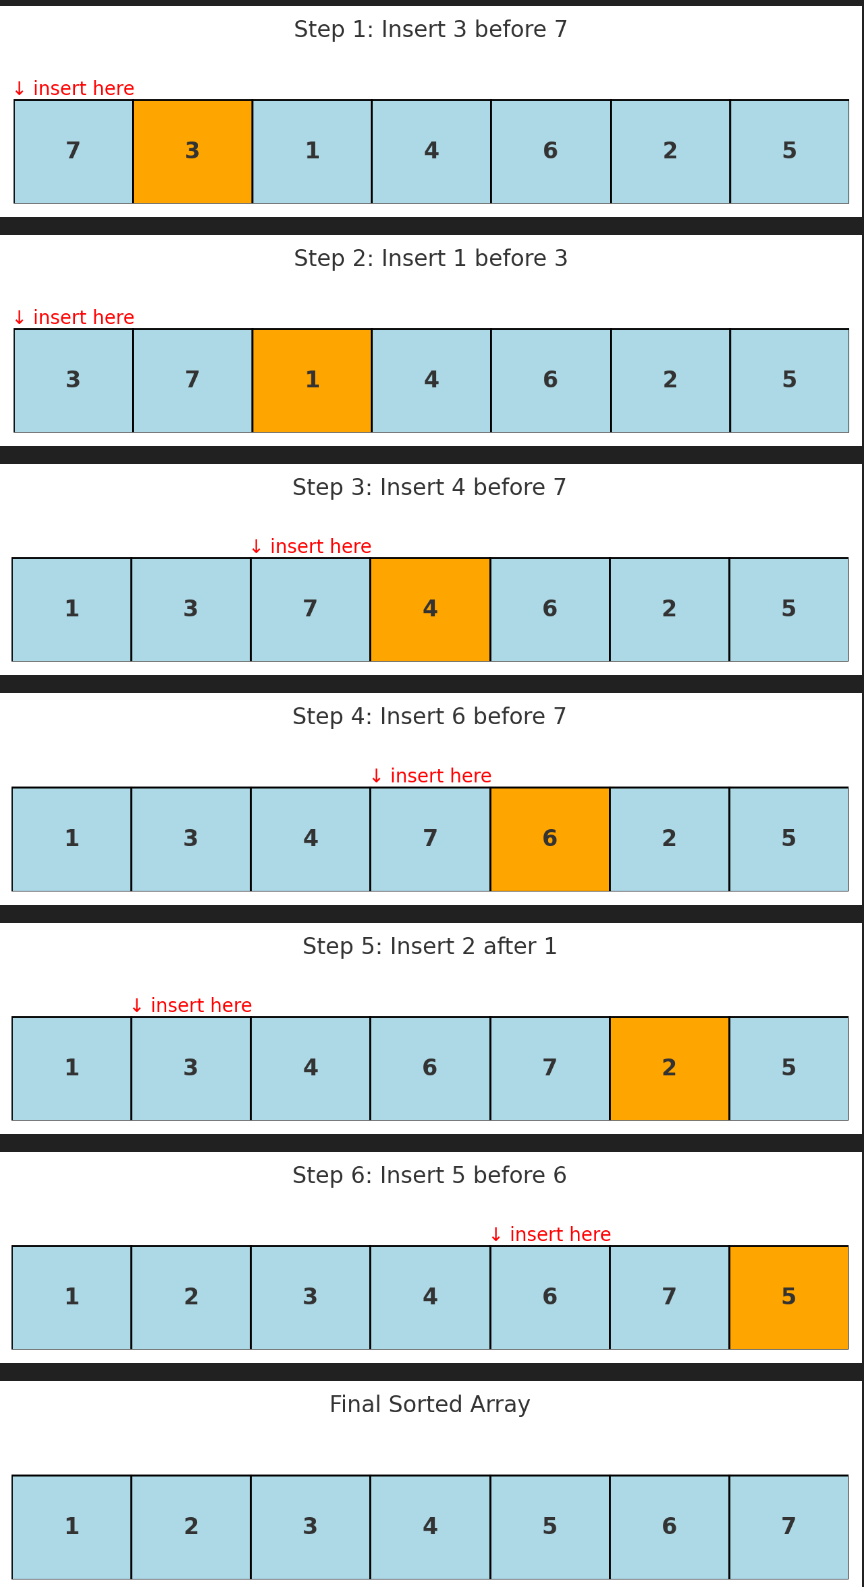 Step 1: Insert 3 before 7
↓ insert here
7 3 1 4 6 2 5
Step 2: Insert 1 before 3
↓ insert here
3 7 1 4 6 2 5
Step 3: Insert 4 before 7
↓ insert here
1 3 7 4 6 2 5
Step 4: Insert 6 before 7
↓ insert here
1 3 4 7 6 2 5
Step 5: Insert 2 after 1
↓ insert here
1 3 4 6 7 2 5
Step 6: Insert 5 before 6
↓ insert here
1 2 3 4 6 7 5
Final Sorted Array
1 2 3 4 5 6 7